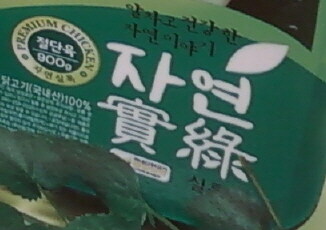 알차고 건강한
자연이야기
PREMIUM CHICKEN
절단육
900g
자연실록
자연
實綠
닭고기(국내산)100%